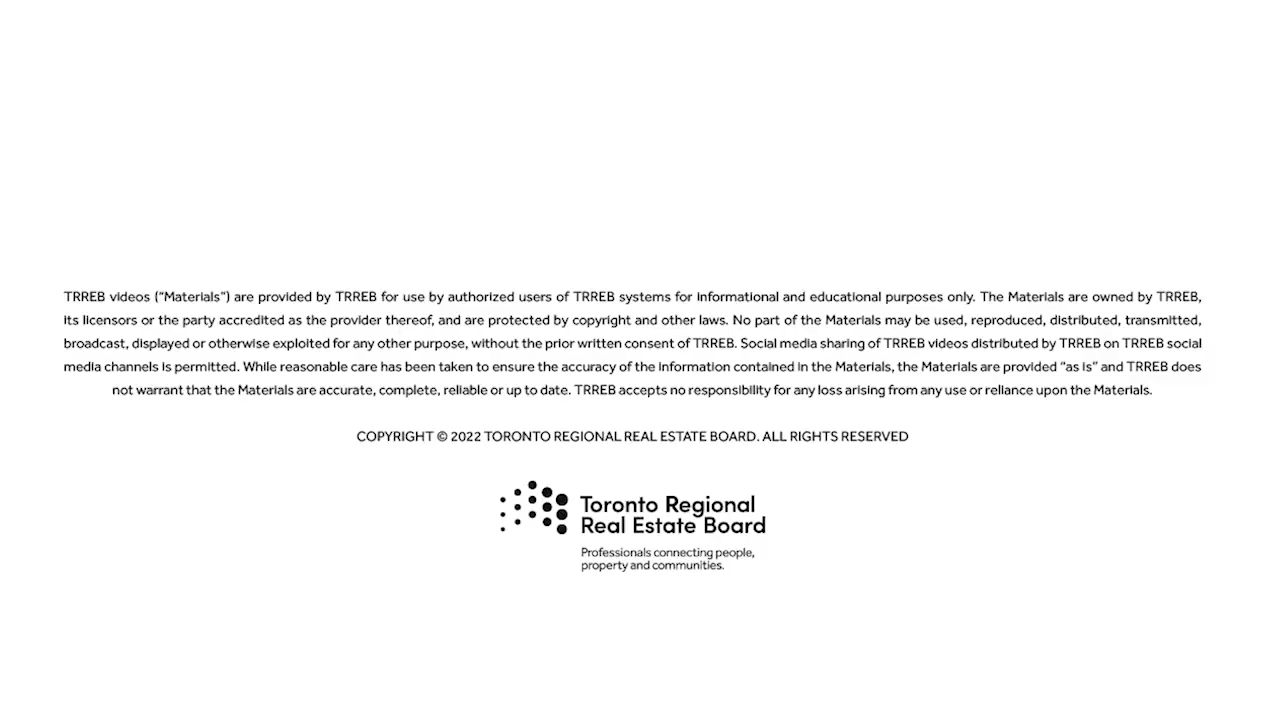 TRREB videos (“Materials”) are provided by TRREB for use by authorized users of TRREB systems for informational and educational purposes only. The Materials are owned by TRREB,
its licensors or the party accredited as the provider thereof, and are protected by copyright and other laws. No part of the Materials may be used, reproduced, distributed, transmitted,
broadcast, displayed or otherwise exploited for any other purpose, without the prior written consent of TRREB. Social media sharing of TRREB videos distributed by TRREB on TRREB social
media channels is permitted. While reasonable care has been taken to ensure the accuracy of the information contained in the Materials, the Materials are provided “as is” and TRREB does
not warrant that the Materials are accurate, complete, reliable or up to date. TRREB accepts no responsibility for any loss arising from any use or reliance upon the Materials.
COPYRIGHT © 2022 TORONTO REGIONAL REAL ESTATE BOARD. ALL RIGHTS RESERVED
Toronto Regional
Real Estate Board
Professionals connecting people,
property and communities.